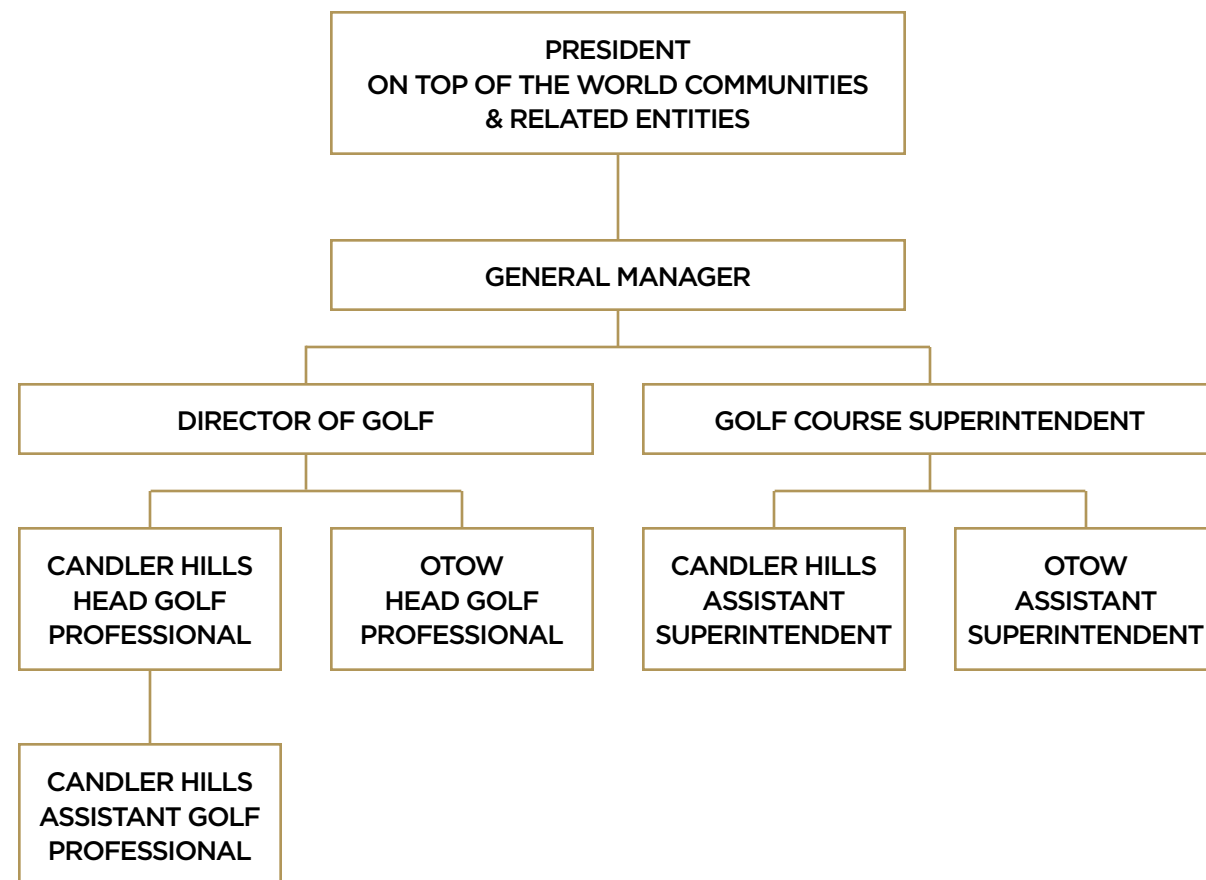 PRESIDENT
ON TOP OF THE WORLD COMMUNITIES
& RELATED ENTITIES
GENERAL MANAGER
DIRECTOR OF GOLF
GOLF COURSE SUPERINTENDENT
CANDLER HILLS
HEAD GOLF
PROFESSIONAL
OTOW
HEAD GOLF
PROFESSIONAL
CANDLER HILLS
ASSISTANT
SUPERINTENDENT
OTOW
ASSISTANT
SUPERINTENDENT
CANDLER HILLS
ASSISTANT GOLF
PROFESSIONAL